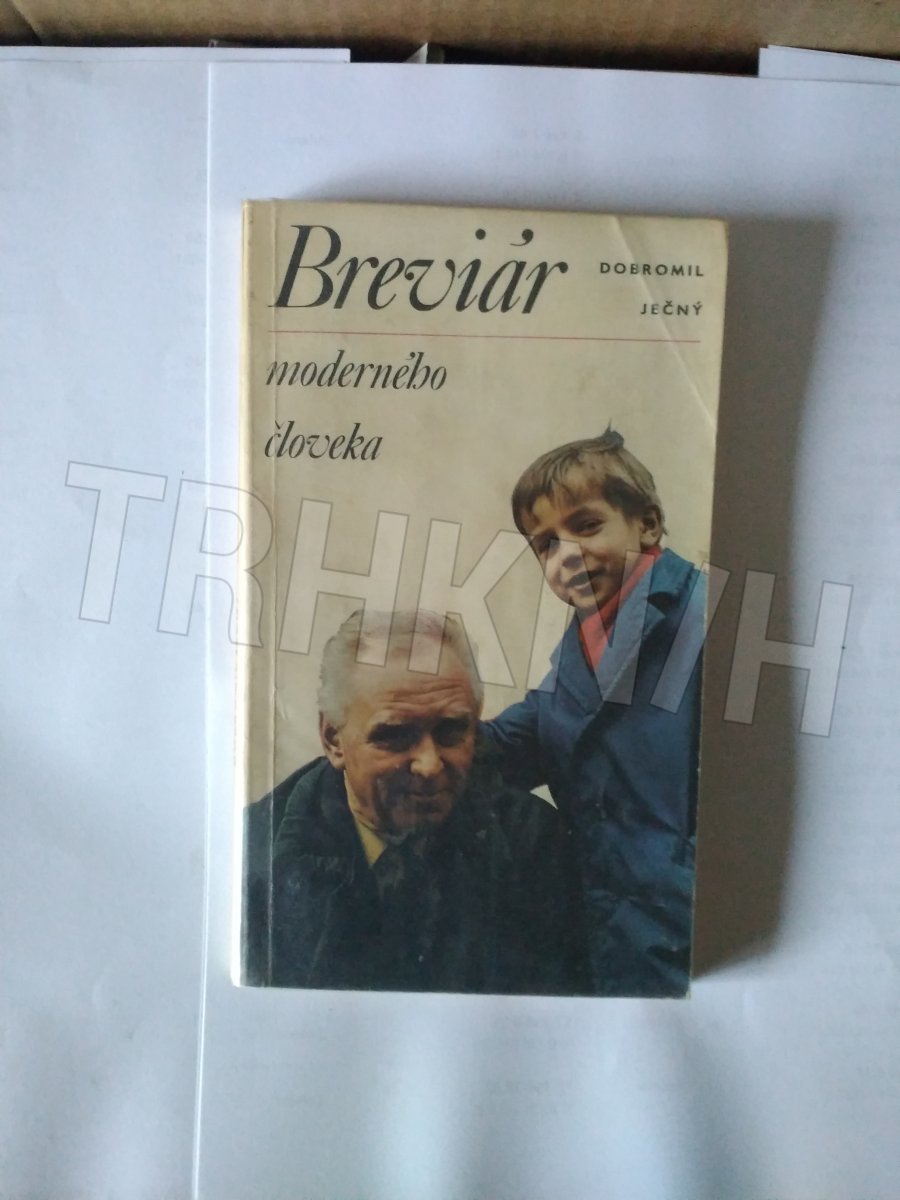 Breviár
DOBROMIL
JEČNÝ
moderného
človeka
TRHKNIH